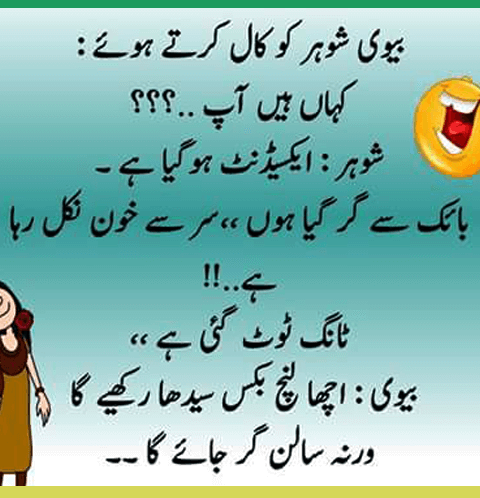 بیوی شوہر کو کال کرتے ہوئے :
کہاں ہیں آپ ..؟؟؟
شوہر : ایکسیڈنٹ ہو گیا ہے ۔
بائک سے گر گیا ہوں ،،سر سے خون نکل رہا
ہے..!!
ٹانگ ٹوٹ گئی ہے ،،
بیوی : اچھا لنچ بکس سیدھا رکھیے گا
ورنہ سالن گر جائے گا ۔۔